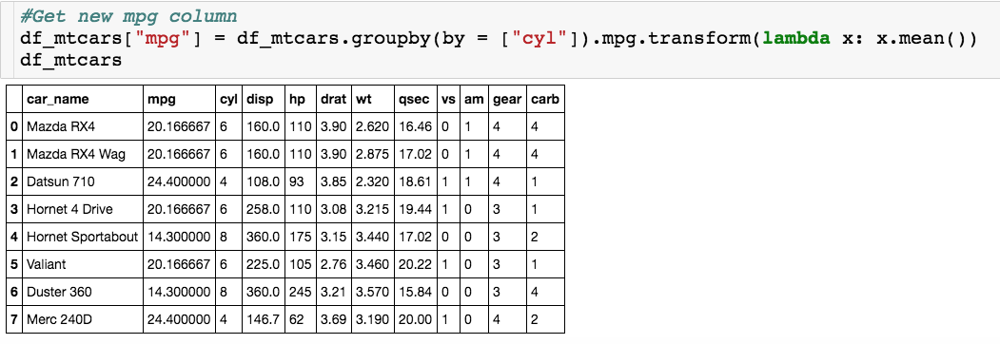 #Get new mpg column
df_mtcars["mpg"] = df_mtcars.groupby(by = ["cyl"]).mpg.transform(lambda x: x.mean())
df_mtcars
car_name mpg cyl disp hp drat wt qsec vs am gear carb
0 Mazda RX4 20.166667 6 160.0 110 3.90 2.620 16.46 0 1 4 4
1 Mazda RX4 Wag 20.166667 6 160.0 110 3.90 2.875 17.02 0 1 4 4
2 Datsun 710 24.400000 4 108.0 93 3.85 2.320 18.61 1 1 4 1
3 Hornet 4 Drive 20.166667 6 258.0 110 3.08 3.215 19.44 1 0 3 1
4 Hornet Sportabout 14.300000 8 360.0 175 3.15 3.440 17.02 0 0 3 2
5 Valiant 20.166667 6 225.0 105 2.76 3.460 20.22 1 0 3 1
6 Duster 360 14.300000 8 360.0 245 3.21 3.570 15.84 0 0 3 4
7 Merc 240D 24.400000 4 146.7 62 3.69 3.190 20.00 1 0 4 2